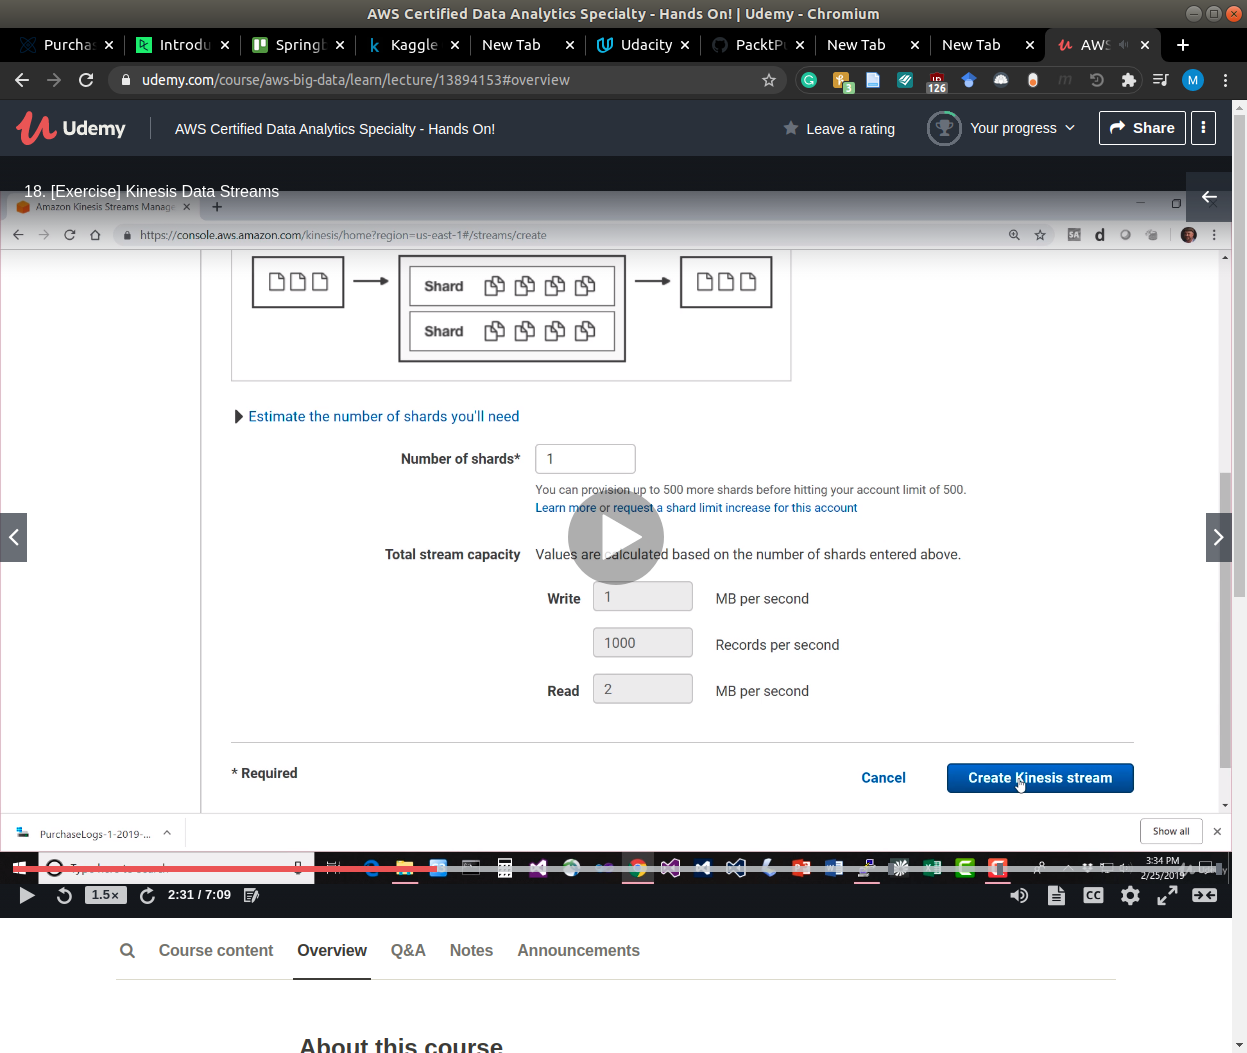 AWS Certified Data Analytics Specialty - Hands On! | Udemy - Chromium
Purchas
Introdu
Springb
Kaggle
New Tab
Udacity
PacktP
New Tab
New Tab
AWS
udemy.com/course/aws-big-data/learn/lecture/13894153#overview
3
126
M
Udemy
AWS Certified Data Analytics Specialty - Hands On!
Leave a rating
Your progress
Share
18. [Exercise] Kinesis Data Streams
Amazon Kinesis Streams Manage
https://console.aws.amazon.com/kinesis/home?region=us-east-1#/streams/create
Shard
Shard
Estimate the number of shards you'll need
Number of shards*
1
You can provision up to 500 more shards before hitting your account limit of 500.
Learn more or request a shard limit increase for this account
Total stream capacity
Values are calculated based on the number of shards entered above.
Write
1
MB per second
1000
Records per second
Read
2
MB per second
* Required
Cancel
Create Kinesis stream
PurchaseLogs-1-2019-...
Show all
3:34 PM
2/25/2019
1.5×
2:31 / 7:09
CC
Course content
Overview
Q&A
Notes
Announcements
About this course